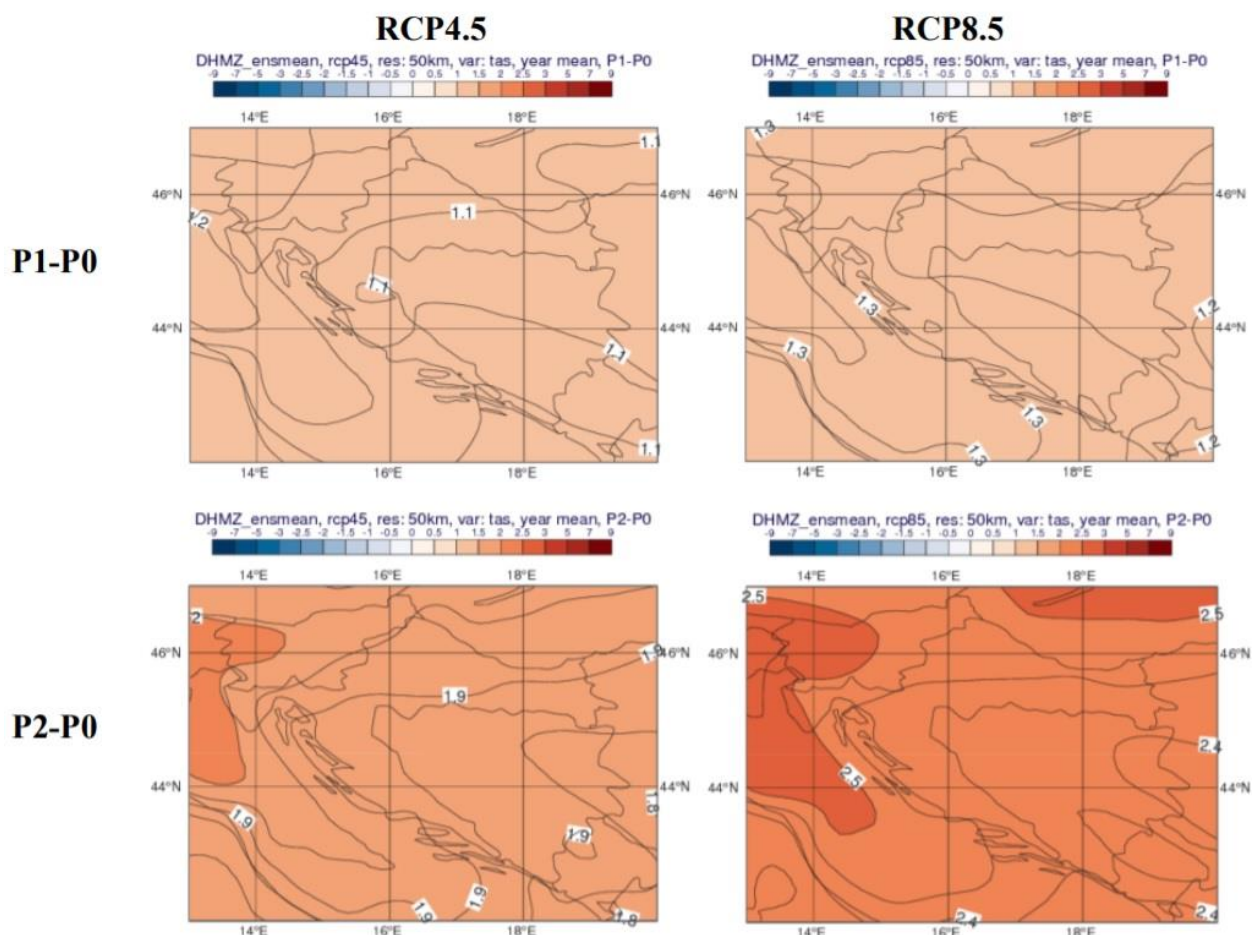 RCP4.5
RCP8.5
DHMZ_ensmean, rcp45, res: 50km, var: tas, year mean, P1-P0
DHMZ_ensmean, rcp85, res: 50km, var: tas, year mean, P1-P0
-9 -7 -5 -3 -2.5 -2 -1.5 -1 -0.5 0 0.5 1 1.5 2 2.5 3 5 7 9
-9 -7 -5 -3 -2.5 -2 -1.5 -1 -0.5 0 0.5 1 1.5 2 2.5 3 5 7 9
14°E 16°E 18°E
14°E 16°E 18°E
1.3
1.1
46°N 46°N
1.2
1.1
P1-P0
1.1
1.3
44°N 44°N
1.2
1.1
1.3
1.3
1.1
1.3
1.2
14°E 16°E 18°E
14°E 16°E 18°E
DHMZ_ensmean, rcp45, res: 50km, var: tas, year mean, P2-P0
DHMZ_ensmean, rcp85, res: 50km, var: tas, year mean, P2-P0
-9 -7 -5 -3 -2.5 -2 -1.5 -1 -0.5 0 0.5 1 1.5 2 2.5 3 5 7 9
-9 -7 -5 -3 -2.5 -2 -1.5 -1 -0.5 0 0.5 1 1.5 2 2.5 3 5 7 9
14°E 16°E 18°E
14°E 16°E 18°E
2
2.5
2.5
46°N 1.9 46°N 46°N
1.9
P2-P0
2.4
2.5
44°N 44°N 44°N
1.8
1.9
1.9
1.9
1.9
1.8
2.4
2.4
14°E 16°E 18°E
14°E 16°E 18°E